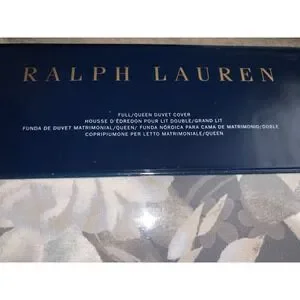 RALPH LAUREN
FULL/QUEEN DUVET COVER
HOUSSE D'ÉDREDON POUR LIT DOUBLE/GRAND LIT
FUNDA DE DUVET MATRIMONIAL/QUEEN/ FUNDA NÓRDICA PARA CAMA DE MATRIMONIO/DOBLE
COPRIPIUMONE PER LETTO MATRIMONIALE/QUEEN